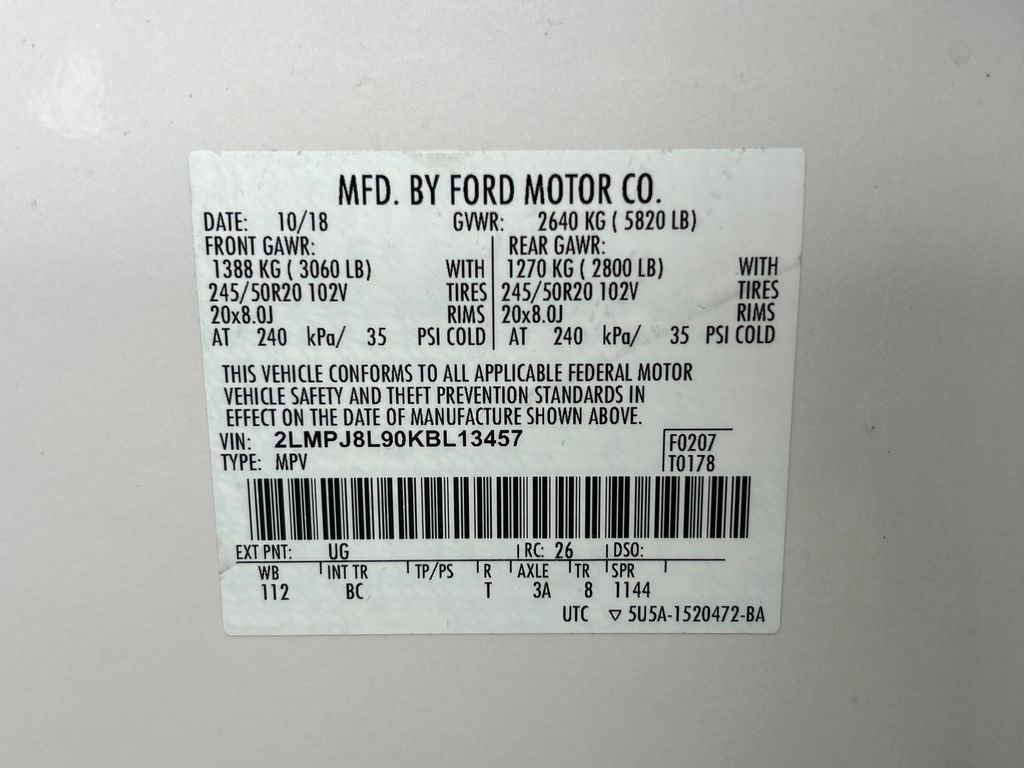 MFD. BY FORD MOTOR CO.
DATE: 10/18 GVWR: 2640 KG ( 5820 LB)
FRONT GAWR: REAR GAWR:
1388 KG ( 3060 LB) WITH 1270 KG ( 2800 LB) WITH
245/50R20 102V TIRES 245/50R20 102V TIRES
20x8.0J RIMS 20x8.0J RIMS
AT 240 kPa/ 35 PSI COLD AT 240 kPa/ 35 PSI COLD
THIS VEHICLE CONFORMS TO ALL APPLICABLE FEDERAL MOTOR
VEHICLE SAFETY AND THEFT PREVENTION STANDARDS IN
EFFECT ON THE DATE OF MANUFACTURE SHOWN ABOVE.
VIN: 2LMPJ8L90KBL13457 F0207
TYPE: MPV T0178
EXT PNT: UG RC: 26 DSO:
WB INT TR TP/PS R AXLE TR SPR
112 BC T 3A 8 1144
UTC ▽ 5U5A-1520472-BA